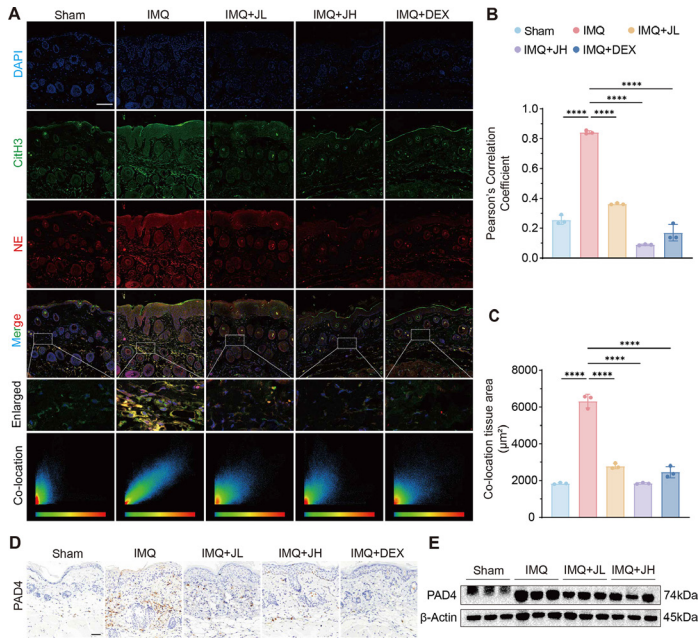 A
Sham IMQ IMQ+JL IMQ+JH IMQ+DEX
DAPI
CitH3
NE
Merge
Enlarged
Co-location
B
Sham IMQ IMQ+JL
IMQ+JH IMQ+DEX
Pearson's Correlation
Coefficient
1.0
0.8
0.6
0.4
0.2
0.0
****
****
**** ****
C
Co-location tissue area
(μm²)
8000
6000
4000
2000
0
****
****
**** ****
D
Sham IMQ IMQ+JL IMQ+JH IMQ+DEX
PAD4
E
Sham IMQ IMQ+JL IMQ+JH
PAD4 74kDa
β-Actin 45kDa